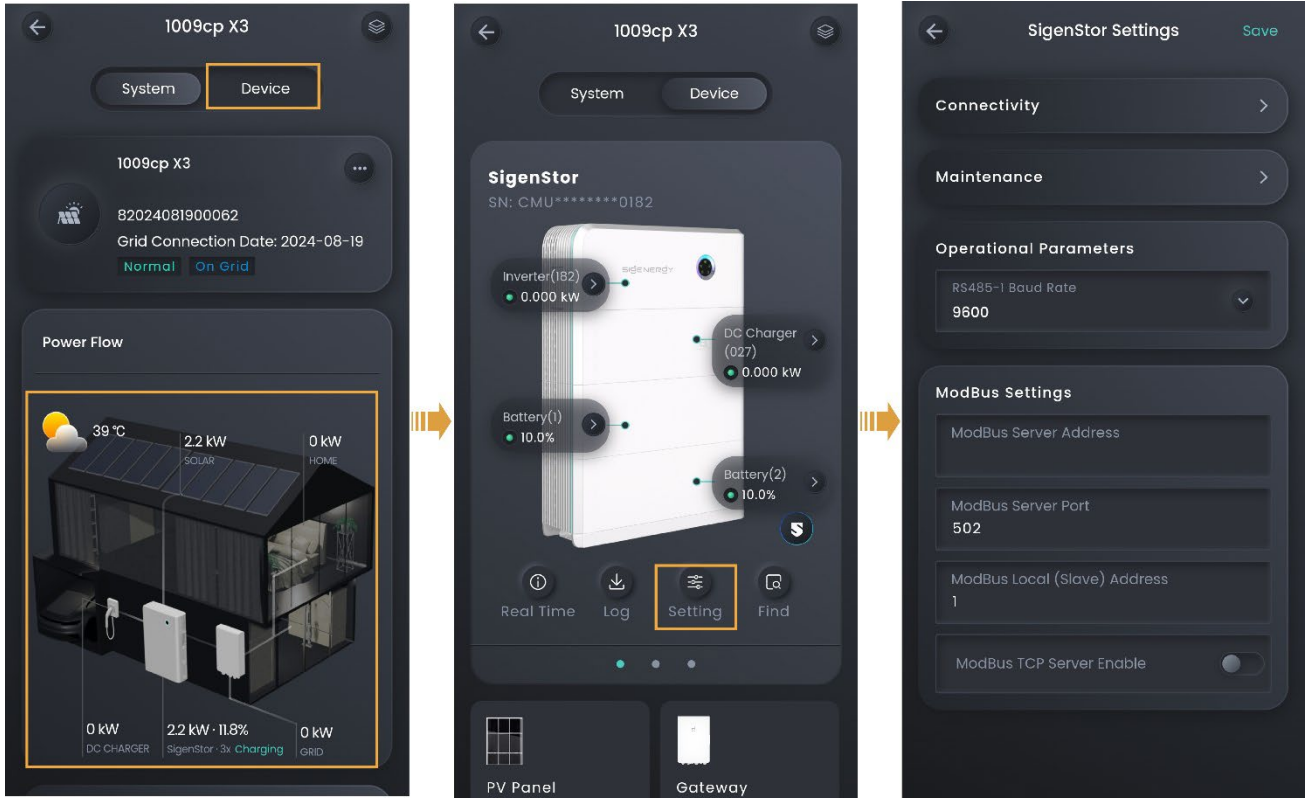 1009cp X3
System
Device
1009cp X3
82024081900062
Grid Connection Date: 2024-08-19
Normal
On Grid
Power Flow
39 °C
2.2 kW
SOLAR
0 kW
HOME
0 kW
DC CHARGER
2.2 kW · 11.8%
SigenStor · 3x Charging
0 kW
GRID
1009cp X3
System
Device
SigenStor
SN: CMU********0182
SIGENERGY
Inverter(182)
0.000 kW
DC Charger
(027)
0.000 kW
Battery(1)
10.0%
Battery(2)
10.0%
Real Time
Log
Setting
Find
PV Panel
Gateway
SigenStor Settings
Save
Connectivity
Maintenance
Operational Parameters
RS485-1 Baud Rate
9600
ModBus Settings
ModBus Server Address
ModBus Server Port
502
ModBus Local (Slave) Address
1
ModBus TCP Server Enable